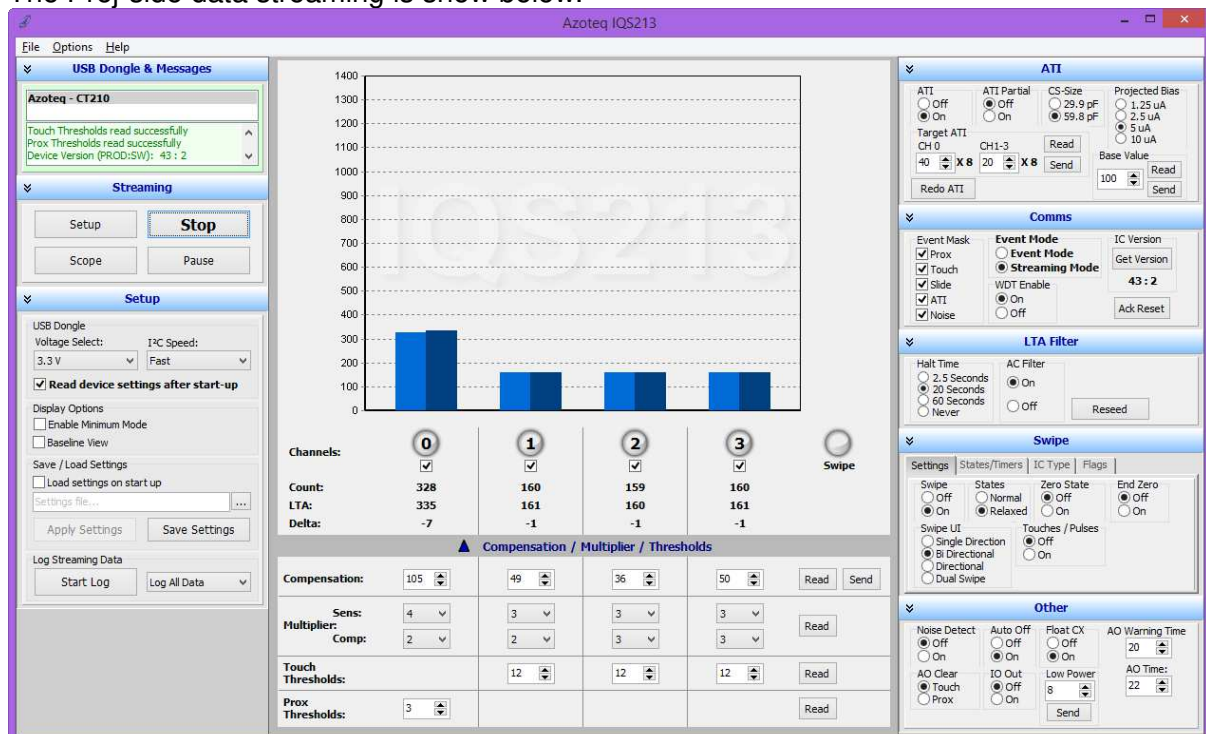 The Proj-side data streaming is show below:
Azoteq IQS213
File Options Help
USB Dongle & Messages
Azoteq - CT210
Touch Thresholds read successfully
Prox Thresholds read successfully
Device Version (PROD:SW): 43 : 2
Streaming
Setup Stop
Scope Pause
Setup
USB Dongle
Voltage Select: I²C Speed:
3.3 V Fast
Read device settings after start-up
Display Options
Enable Minimum Mode
Baseline View
Save / Load Settings
Load settings on start up
Settings file... ...
Apply Settings Save Settings
Log Streaming Data
Start Log Log All Data
1400
1300
1200
1100
1000
900
800
700
600
500
400
300
200
100
0
IQS213
Channels: 0 1 2 3 Swipe
Count: 328 160 159 160
LTA: 335 161 160 161
Delta: -7 -1 -1 -1
Compensation / Multiplier / Thresholds
Compensation: 105 49 36 50 Read Send
Multiplier: Sens: 4 3 3 3 Read
Comp: 2 2 3 3
Touch Thresholds: 12 12 12 Read
Prox Thresholds: 3 Read
ATI
ATI ATI Partial CS-Size Projected Bias
Off Off 29.9 pF 1.25 uA
On On 59.8 pF 2.5 uA
5 uA
10 uA
Target ATI
CH 0 CH1-3 Read
40 X 8 20 X 8 Send
Base Value
100 Read
Send
Redo ATI
Comms
Event Mask Event Mode IC Version
Prox Event Mode Get Version
Touch Streaming Mode
Slide WDT Enable 43 : 2
ATI On
Noise Off Ack Reset
LTA Filter
Halt Time AC Filter
2.5 Seconds On
20 Seconds
60 Seconds Off
Never
Reseed
Swipe
Settings States/Timers IC Type Flags
Swipe States Zero State End Zero
Off Normal Off Off
On Relaxed On On
Swipe UI Touches / Pulses
Single Direction Off
Bi Directional On
Directional
Dual Swipe
Other
Noise Detect Auto Off Float CX AO Warning Time
Off Off Off 20
On On On
AO Clear IO Out Low Power AO Time:
Touch Off 8 22
Prox On Send